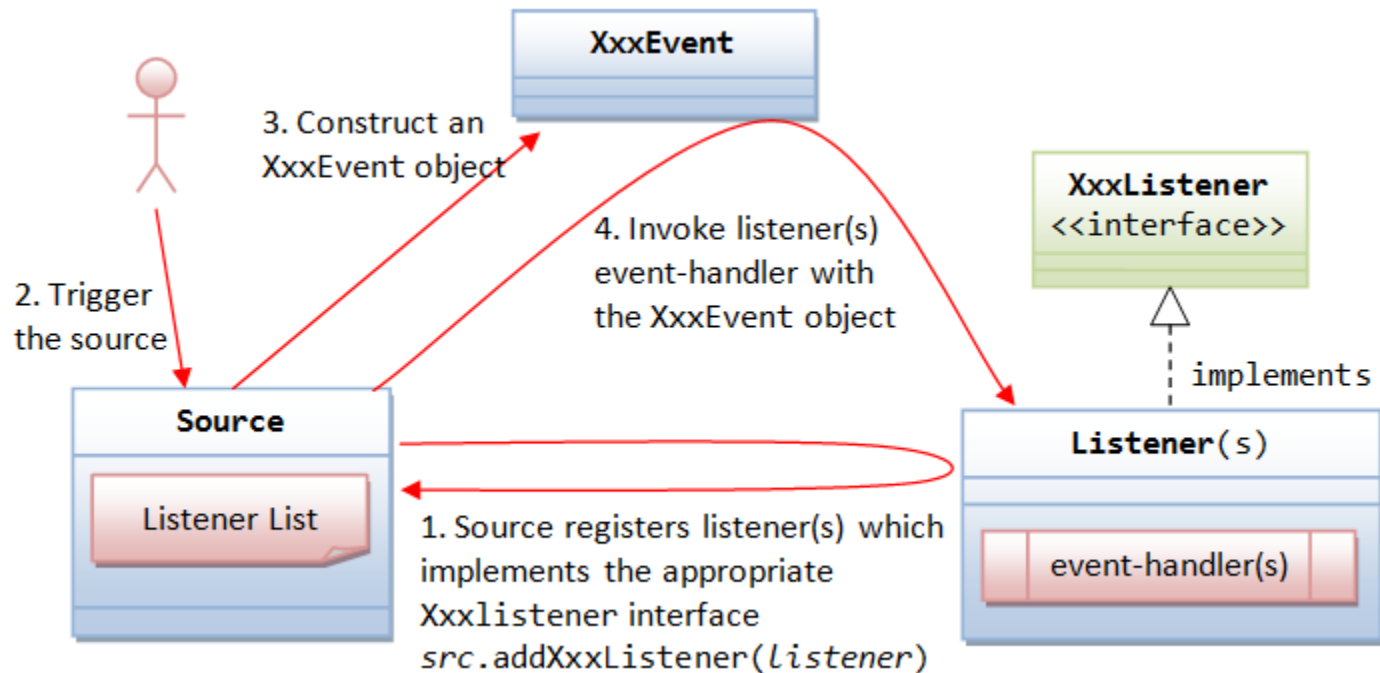 XxxEvent
3. Construct an
XxxEvent object
XxxListener
<<interface>>
4. Invoke listener(s)
event-handler with
the XxxEvent object
2. Trigger
the source
implements
Source
Listener List
Listener(s)
event-handler(s)
1. Source registers listener(s) which
implements the appropriate
Xxxlistener interface
src.addXxxListener(listener)